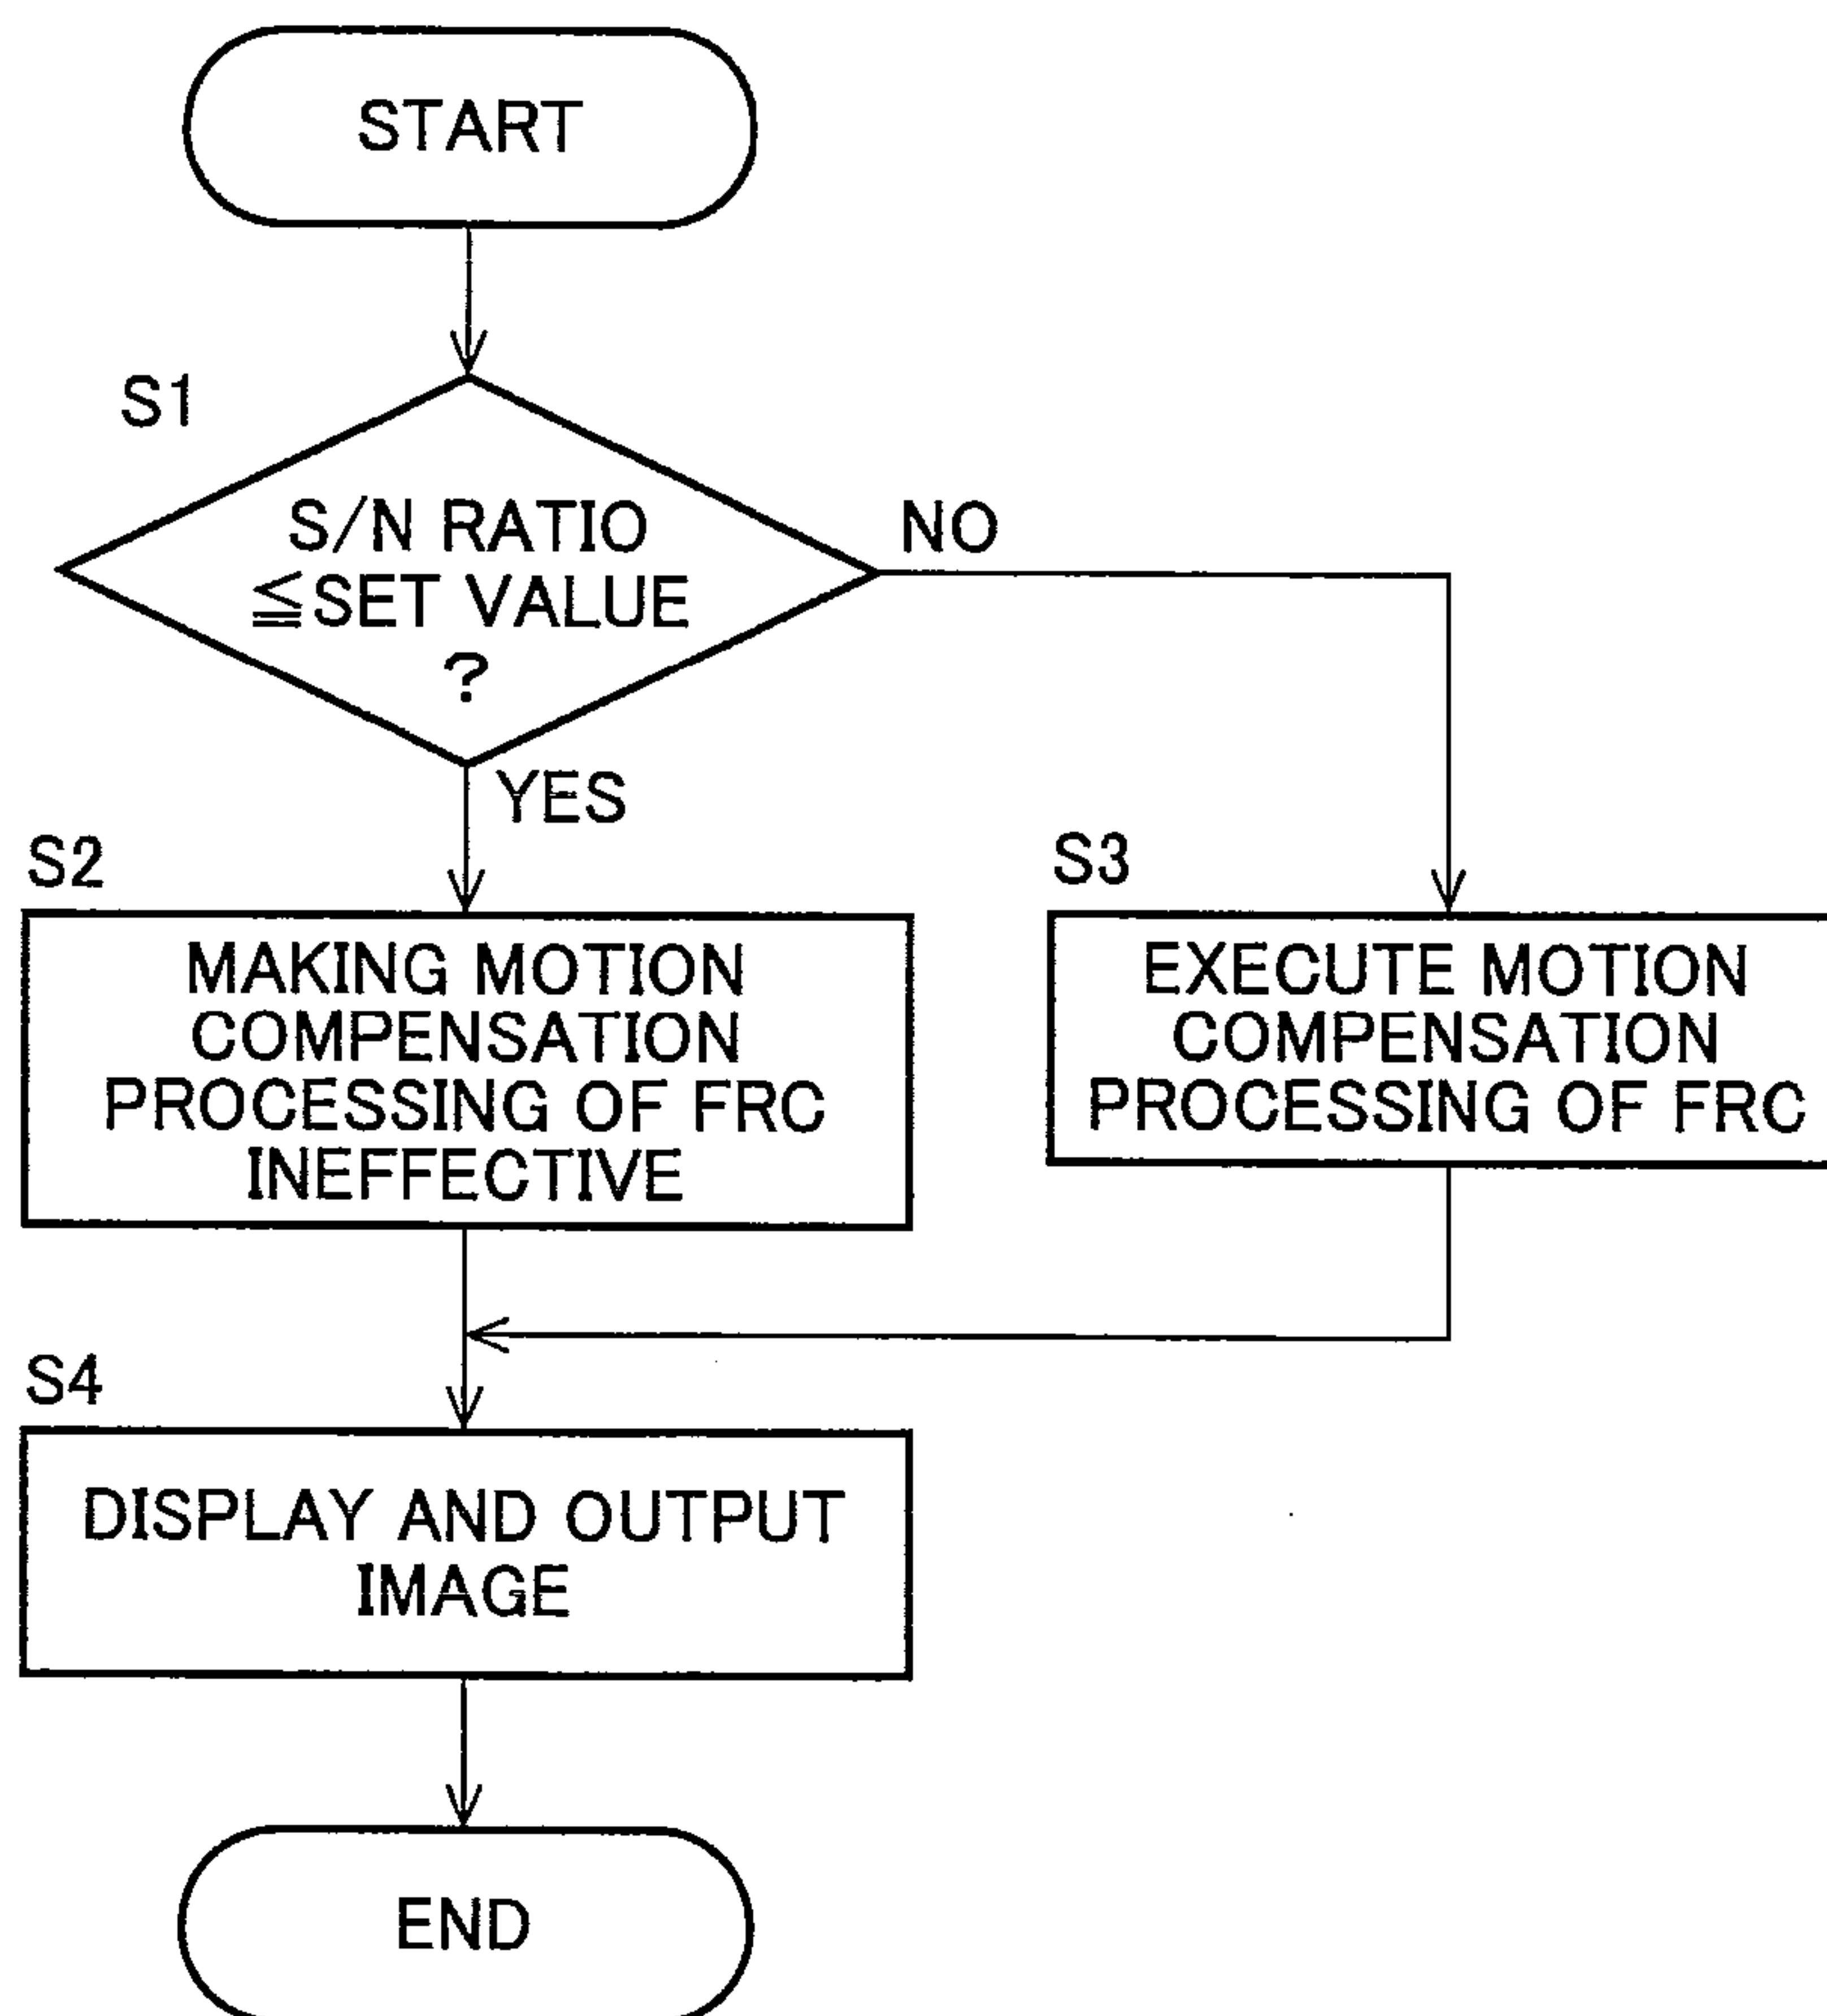 START
S1
S/N RATIO
≦SET VALUE
?
NO
YES
S2
MAKING MOTION
COMPENSATION
PROCESSING OF FRC
INEFFECTIVE
S3
EXECUTE MOTION
COMPENSATION
PROCESSING OF FRC
S4
DISPLAY AND OUTPUT
IMAGE
END